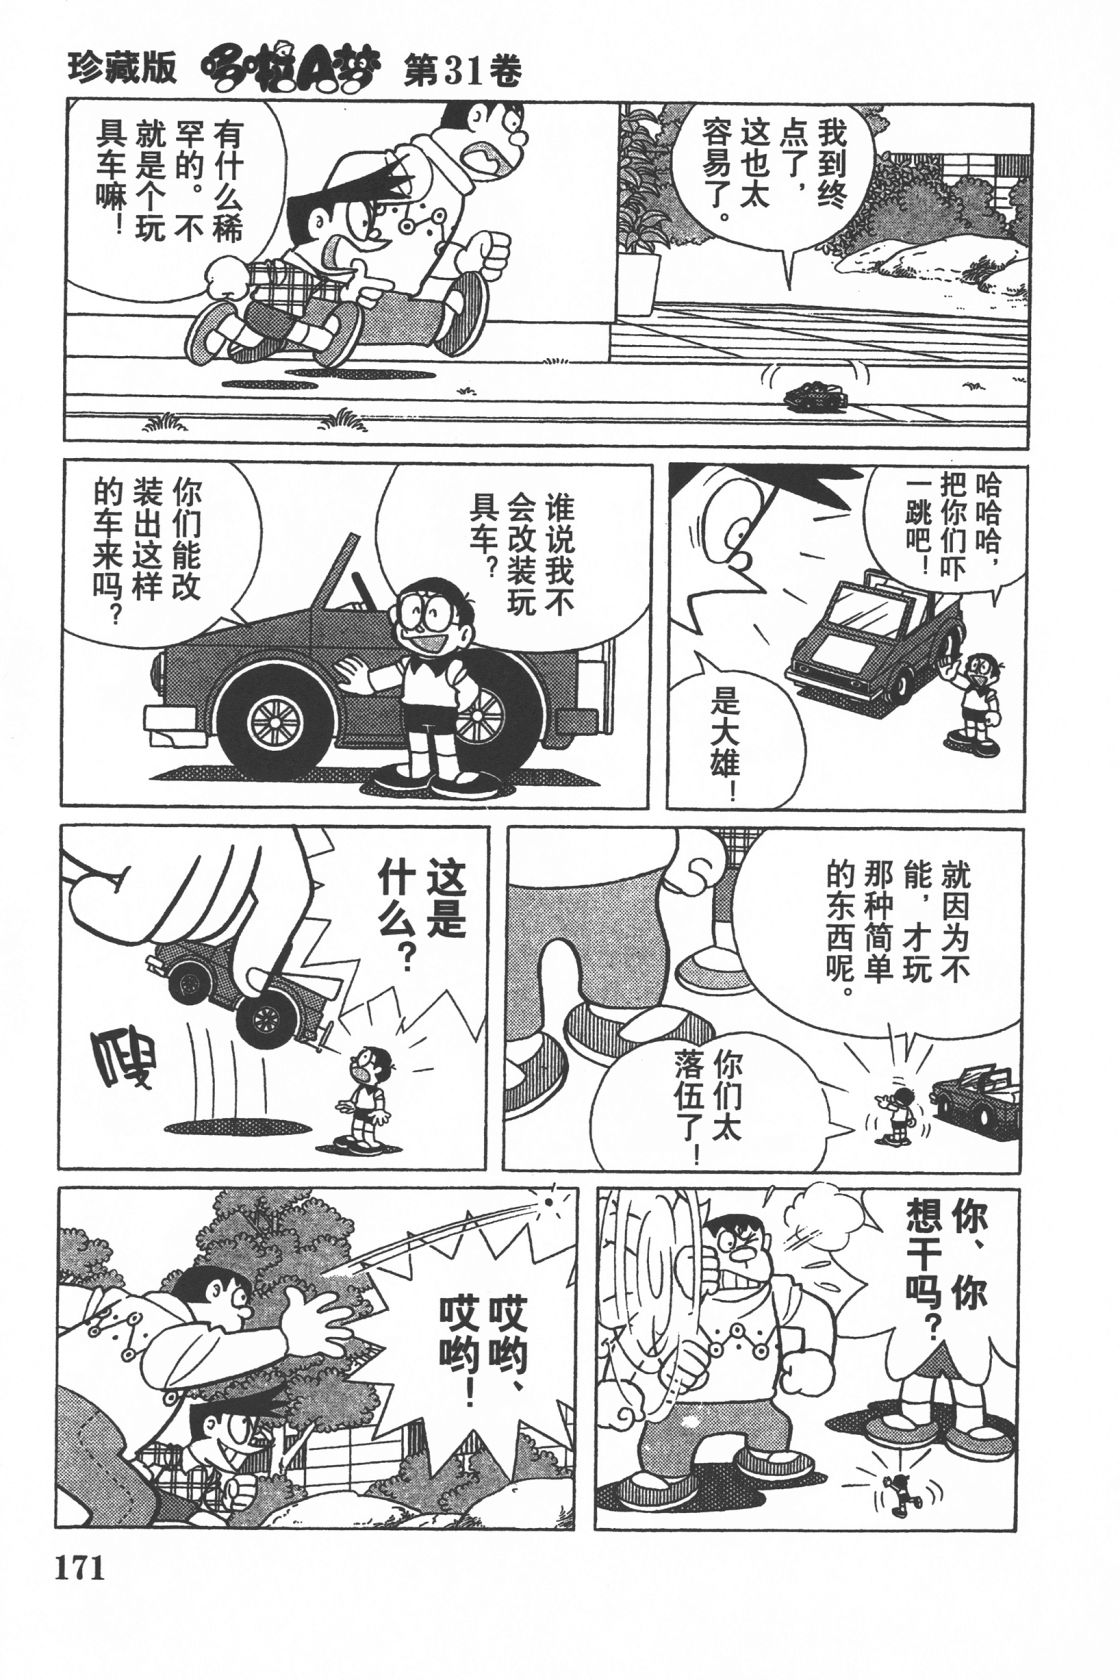 珍藏版 哆啦A梦 第31卷
我到终
点了，
这也太
容易了。
有什么稀
罕的。不
就是个玩
具车嘛！
哈哈哈，
把你们吓
一跳吧！
是大雄！
谁说我不
会改装玩
具车？
你们能改
装出这样
的车来吗？
就因为不
能，才玩
那种简单
的东西呢。
你们太
落伍了！
这是
什么？
嗖
你、你
想干吗？
哎哟、
哎哟！
171